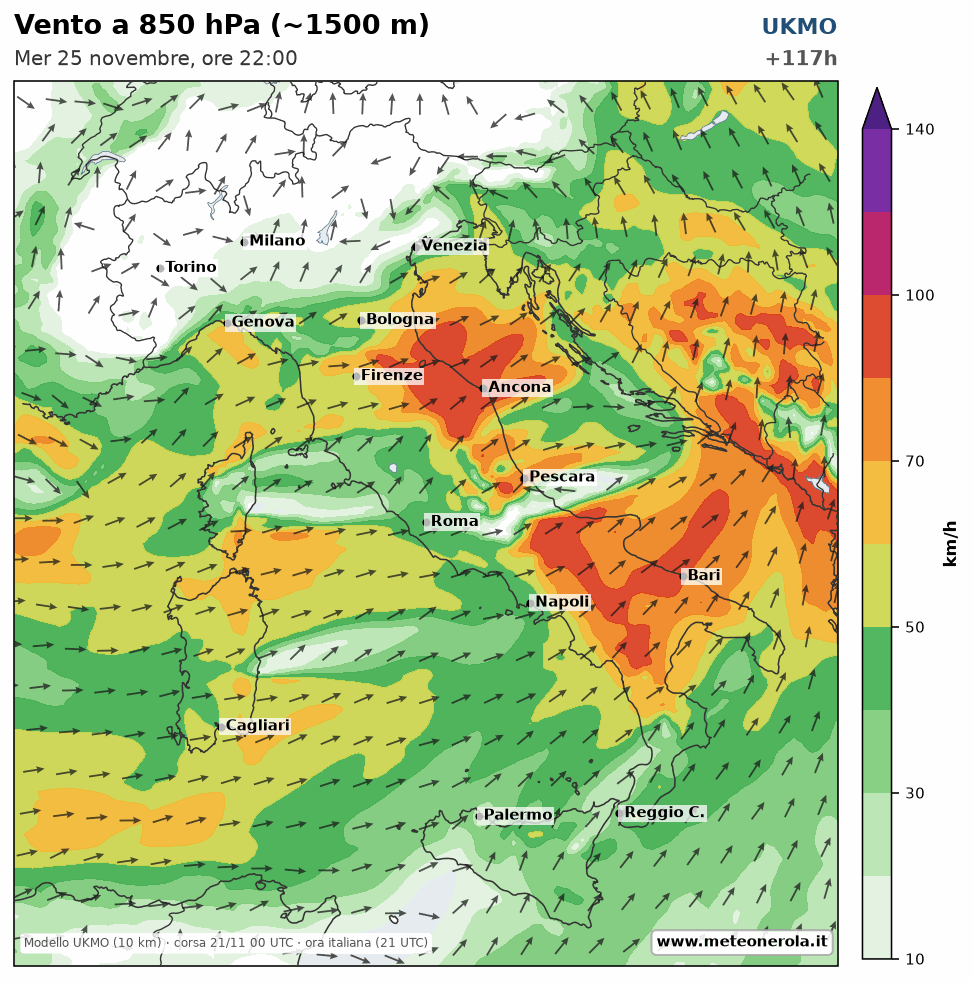 Vento a 850 hPa (~1500 m)
UKMO
Mer 25 novembre, ore 22:00
+117h
140
100
70
50
30
10
km/h
Milano
Venezia
Torino
Genova
Bologna
Firenze
Ancona
Pescara
Roma
Bari
Napoli
Cagliari
Palermo
Reggio C.
Modello UKMO (10 km) · corsa 21/11 00 UTC · ora italiana (21 UTC)
www.meteonerola.it